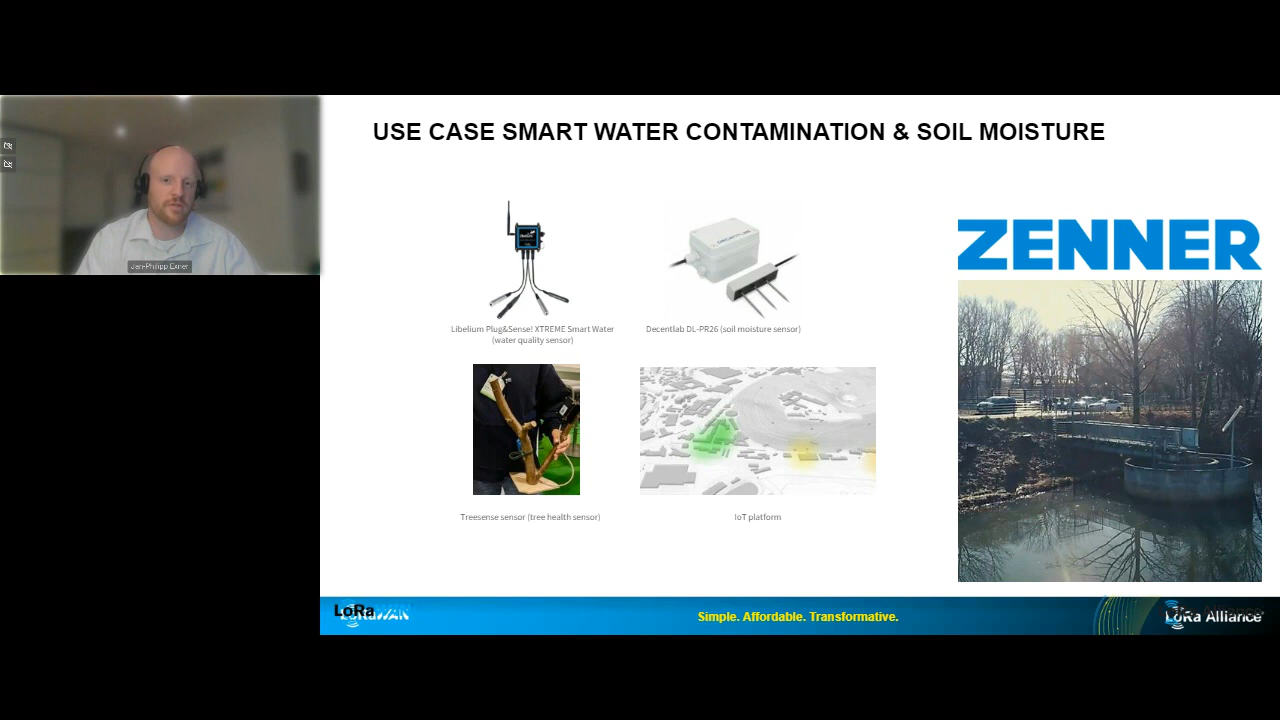 USE CASE SMART WATER CONTAMINATION & SOIL MOISTURE
Jan-Philipp Exner
ZENNER
Libelium Plug&Sense! XTREME Smart Water
(water quality sensor)
Decentlab DL-PR26 (soil moisture sensor)
Treesense sensor (tree health sensor)
IoT platform
LoRa
LoRaWAN
Simple. Affordable. Transformative.
LoRa Alliance